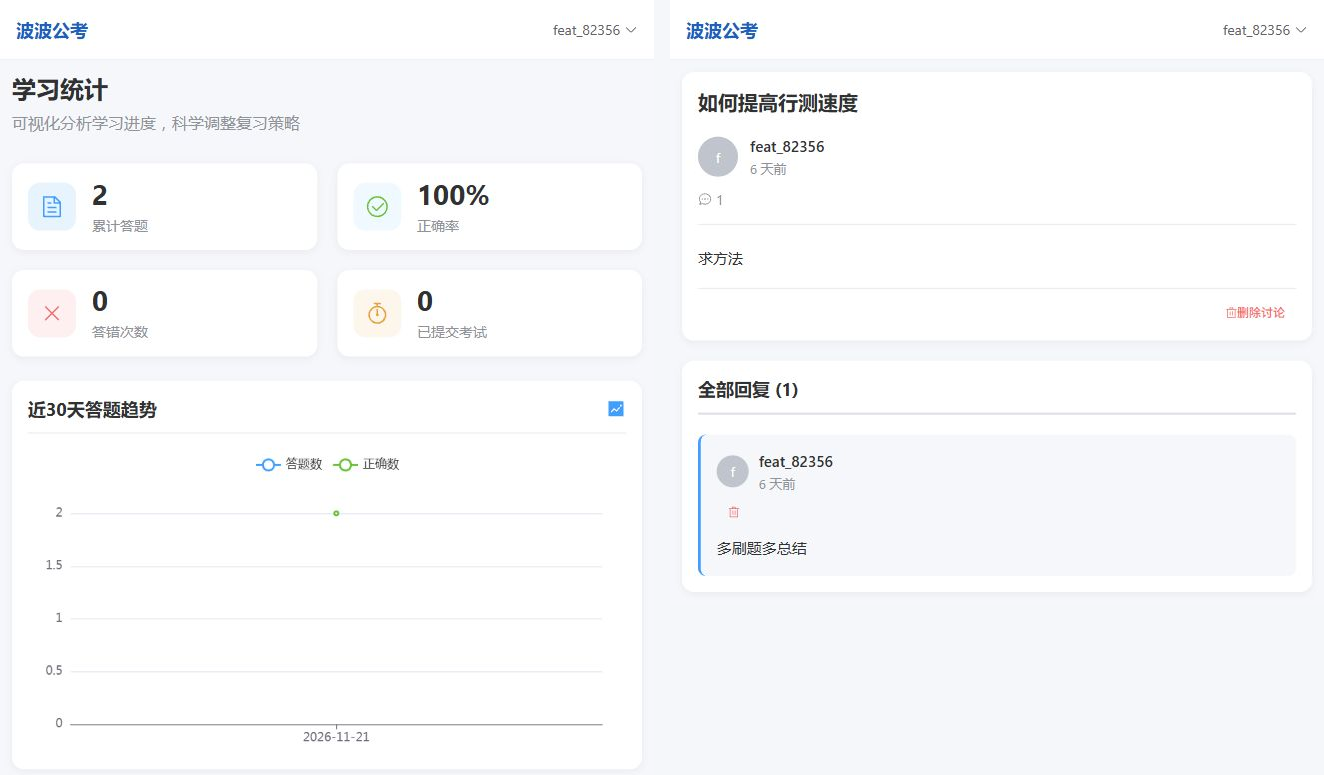 波波公考
feat_82356
学习统计
可视化分析学习进度，科学调整复习策略
2
累计答题
100%
正确率
0
答错次数
0
已提交考试
近30天答题趋势
答题数
正确数
2
1.5
1
0.5
0
2026-11-21
波波公考
feat_82356
如何提高行测速度
f
feat_82356
6 天前
1
求方法
删除讨论
全部回复 (1)
f
feat_82356
6 天前
多刷题多总结